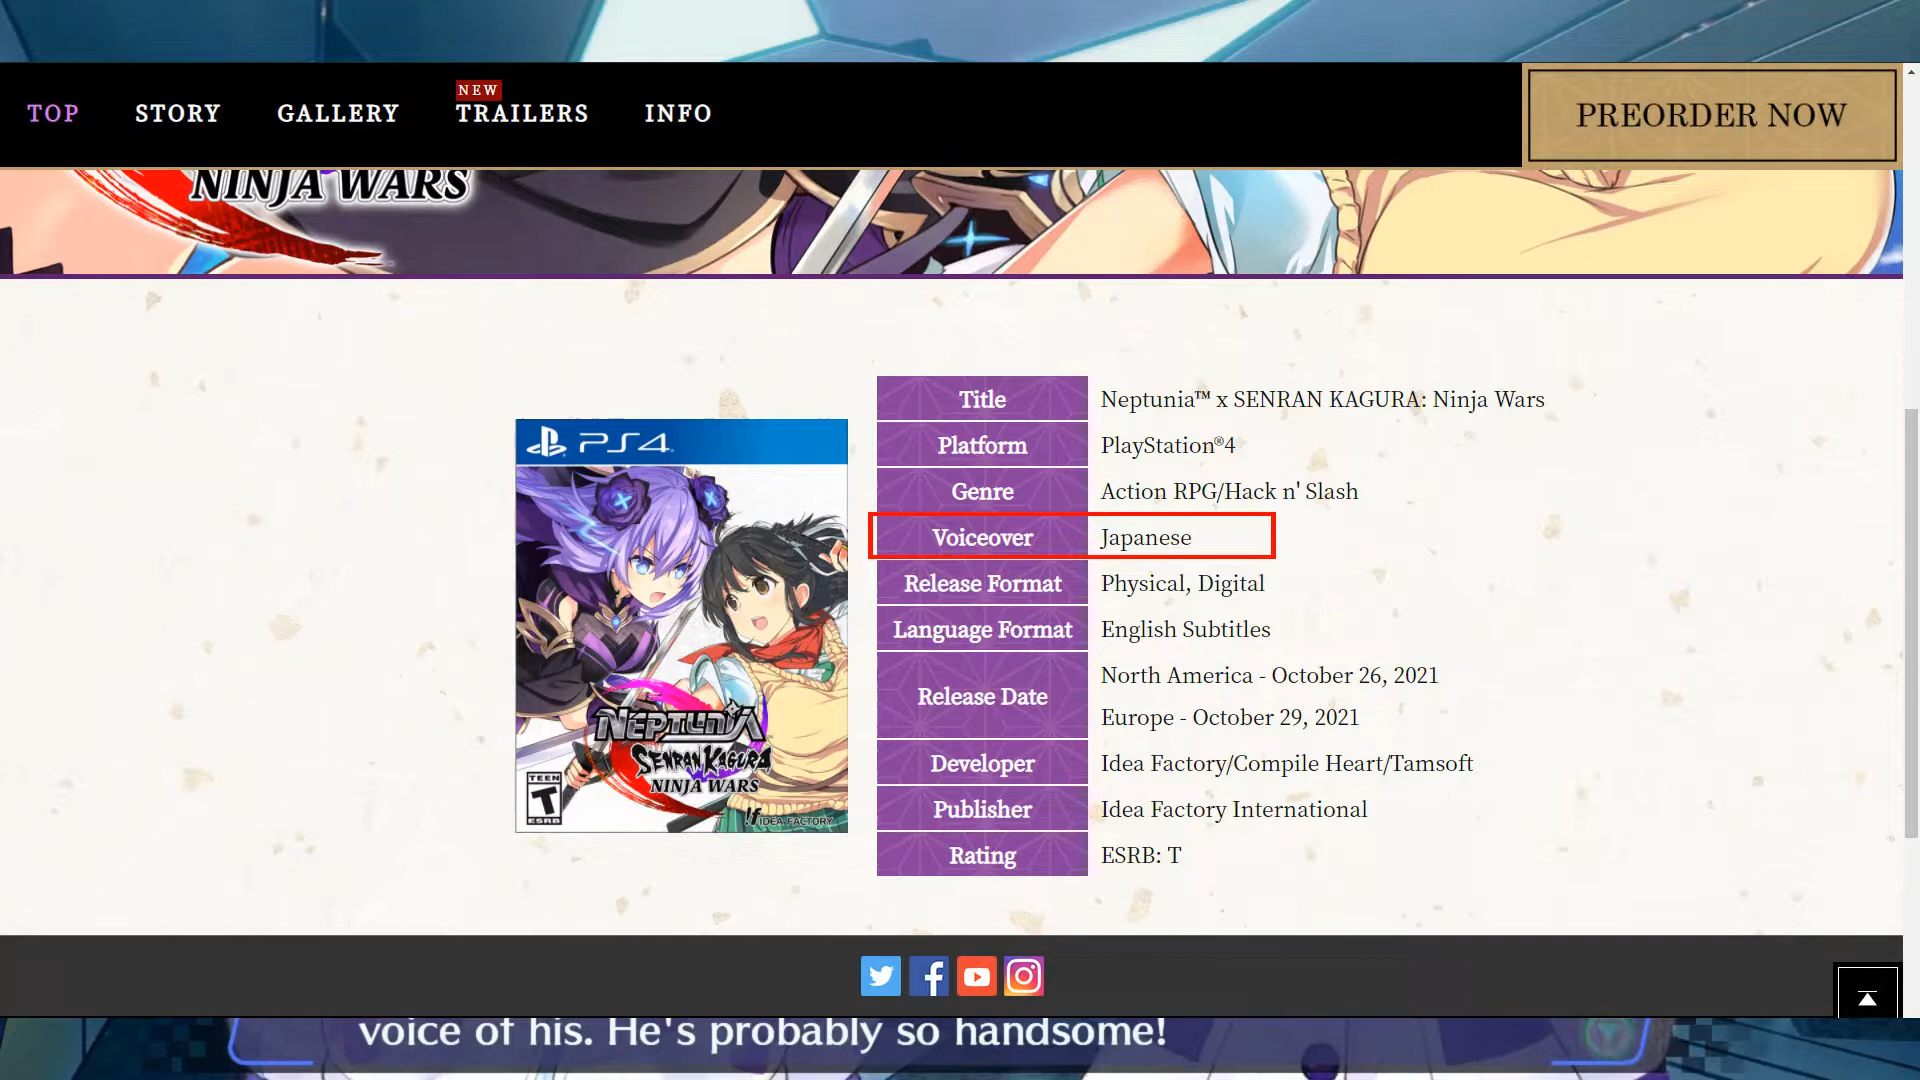 TOP
STORY
GALLERY
NEW
TRAILERS
INFO
PREORDER NOW
NINJA WARS
PS4
NEPTUNIA
SENRAN KAGURA
NINJA WARS
TEEN
T
ESRB
IDEA FACTORY
Title Neptunia™ x SENRAN KAGURA: Ninja Wars
Platform PlayStation®4
Genre Action RPG/Hack n' Slash
Voiceover Japanese
Release Format Physical, Digital
Language Format English Subtitles
Release Date North America - October 26, 2021
Europe - October 29, 2021
Developer Idea Factory/Compile Heart/Tamsoft
Publisher Idea Factory International
Rating ESRB: T
voice of his. He's probably so handsome!